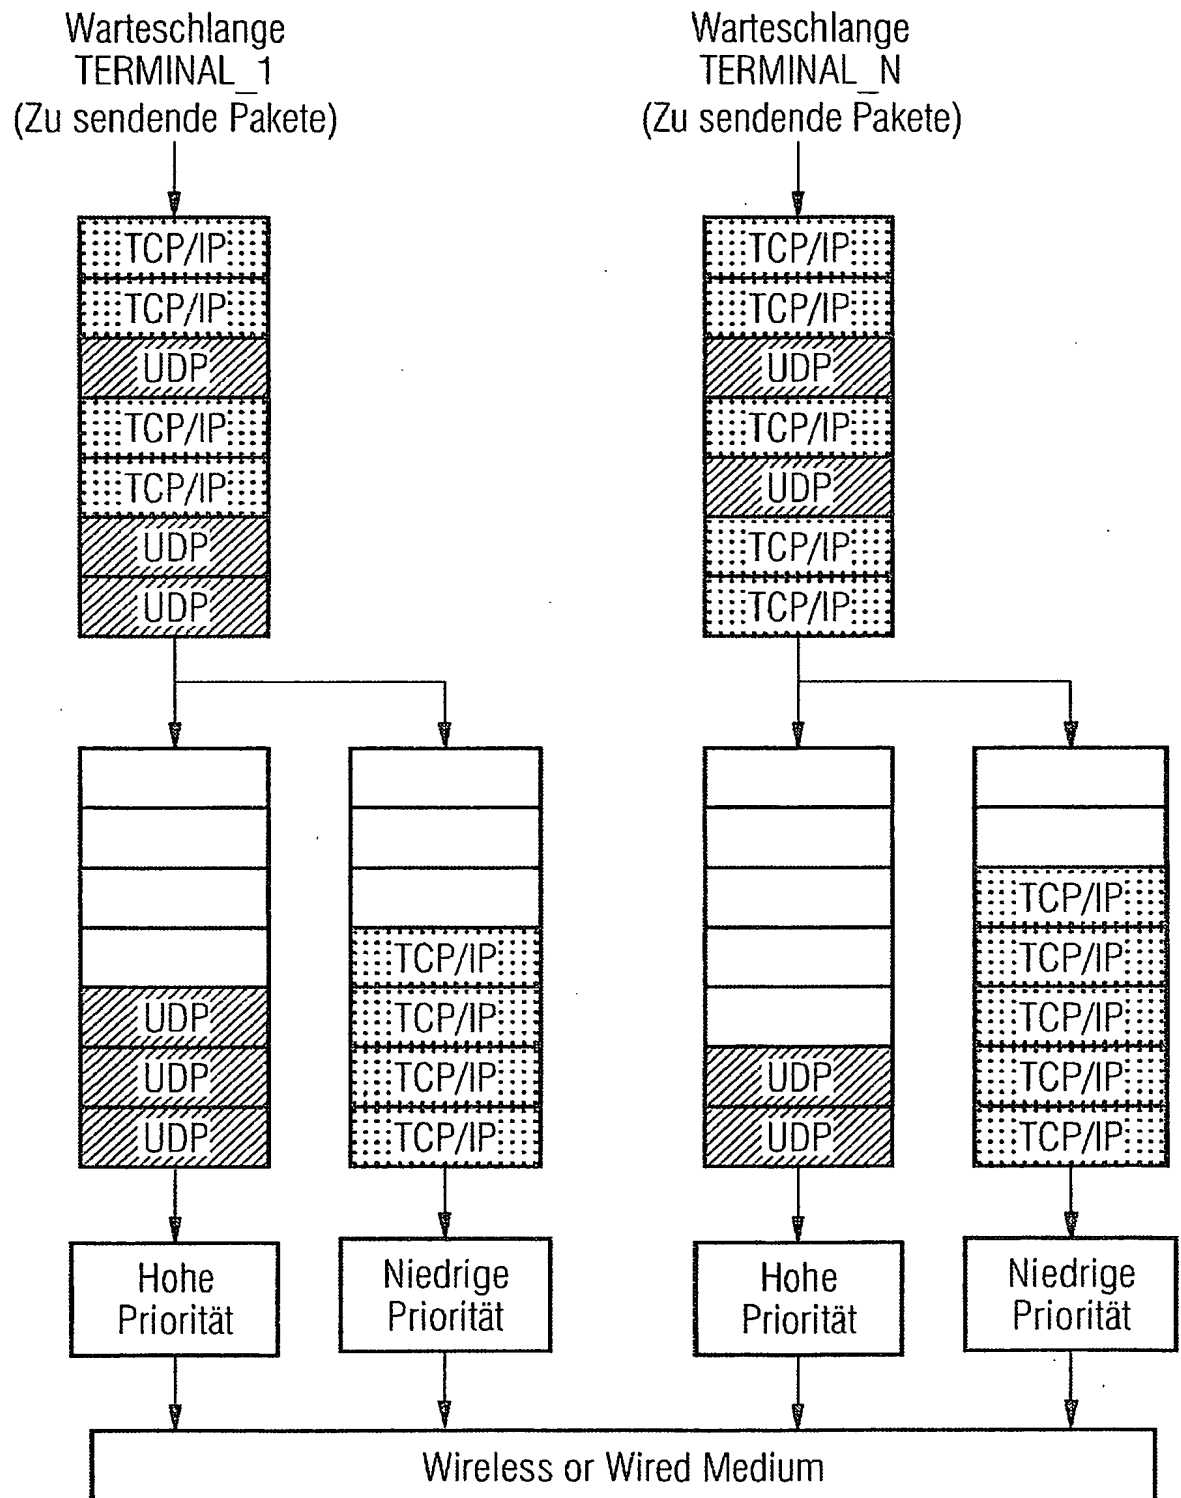 Warteschlange
TERMINAL_1
(Zu sendende Pakete)
Warteschlange
TERMINAL_N
(Zu sendende Pakete)
TCP/IP
TCP/IP
UDP
TCP/IP
TCP/IP
UDP
UDP
TCP/IP
TCP/IP
UDP
TCP/IP
UDP
TCP/IP
TCP/IP
UDP
UDP
UDP
TCP/IP
TCP/IP
TCP/IP
TCP/IP
UDP
UDP
TCP/IP
TCP/IP
TCP/IP
TCP/IP
TCP/IP
Hohe
Priorität
Niedrige
Priorität
Hohe
Priorität
Niedrige
Priorität
Wireless or Wired Medium